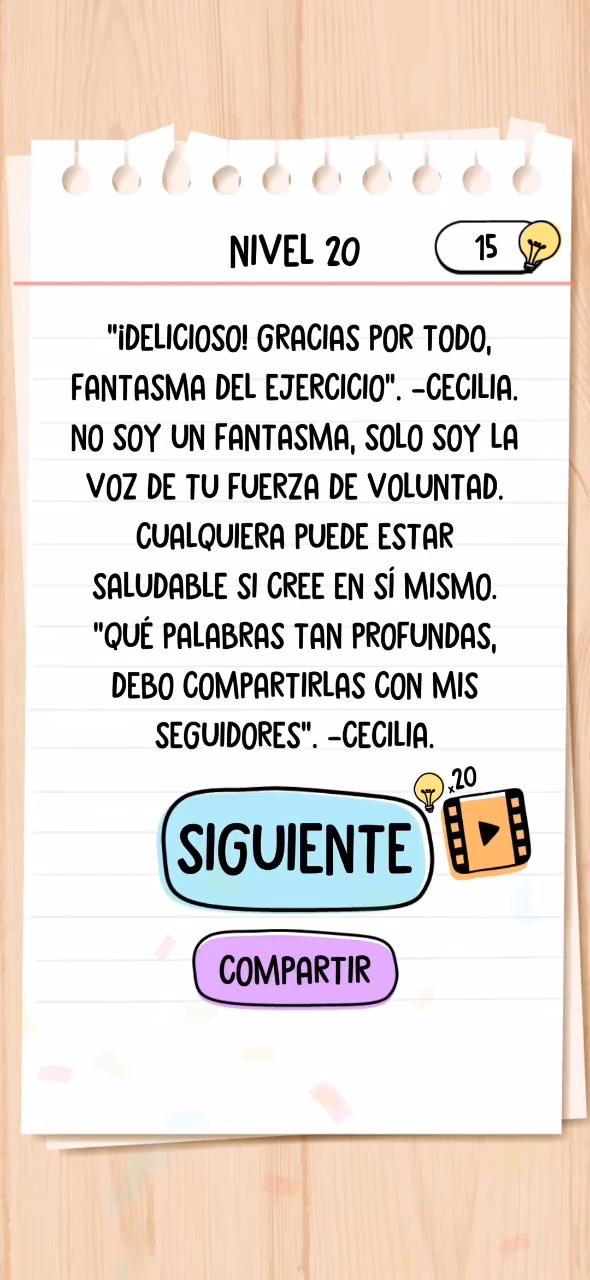 NIVEL 20
15
"¡DELICIOSO! GRACIAS POR TODO,
FANTASMA DEL EJERCICIO". -CECILIA.
NO SOY UN FANTASMA, SOLO SOY LA
VOZ DE TU FUERZA DE VOLUNTAD.
CUALQUIERA PUEDE ESTAR
SALUDABLE SI CREE EN SÍ MISMO.
"QUÉ PALABRAS TAN PROFUNDAS,
DEBO COMPARTIRLAS CON MIS
SEGUIDORES". -CECILIA.
x20
SIGUIENTE
COMPARTIR